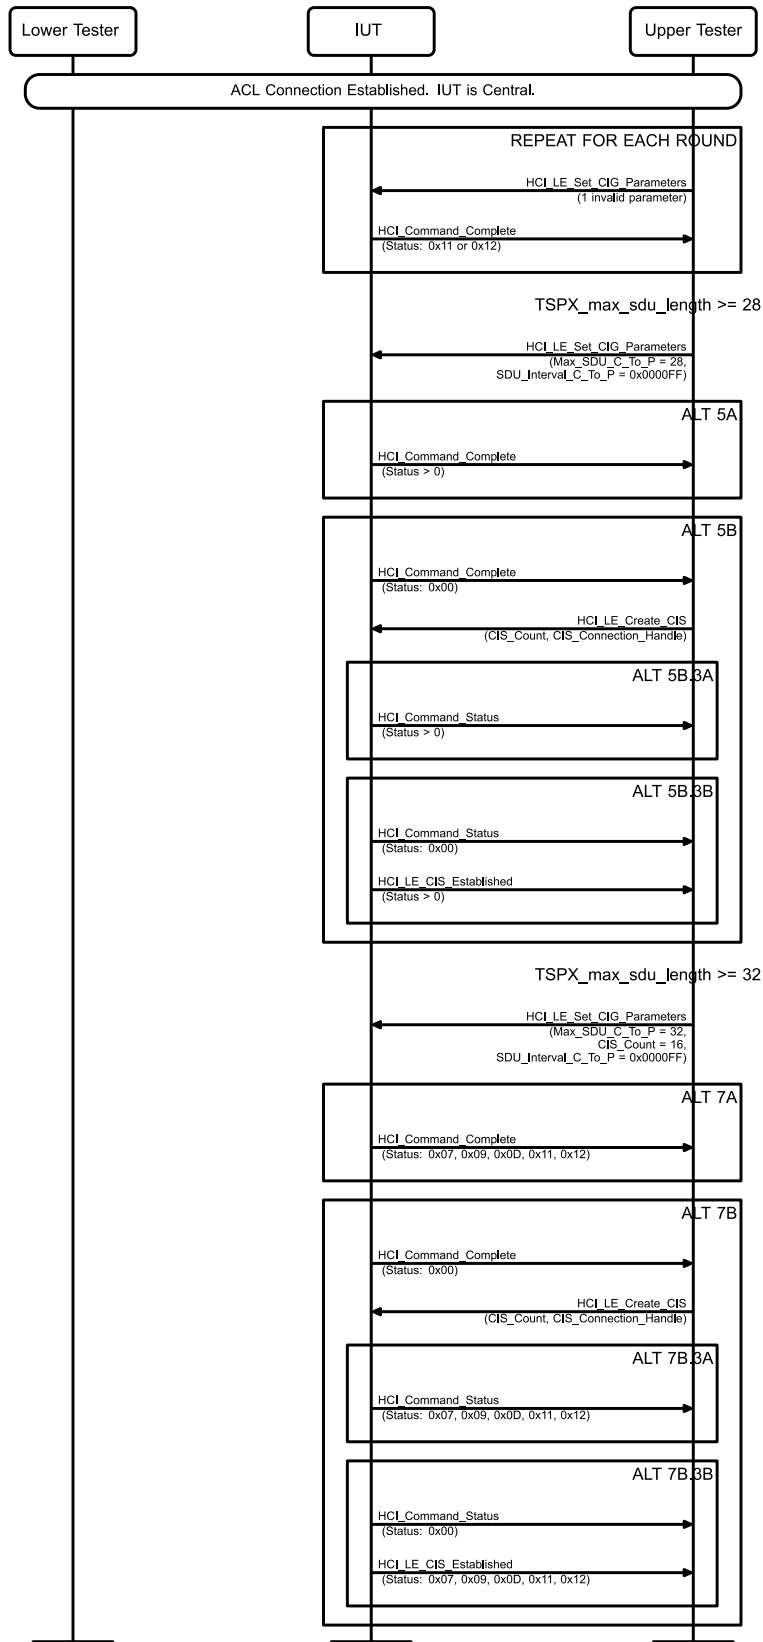 Lower Tester
IUT
Upper Tester
ACL Connection Established. IUT is Central.
REPEAT FOR EACH ROUND
HCI_LE_Set_CIG_Parameters
(1 invalid parameter)
HCI_Command_Complete
(Status: 0x11 or 0x12)
TSPX_max_sdu_length >= 28
HCI_LE_Set_CIG_Parameters
(Max_SDU_C_To_P = 28,
SDU_Interval_C_To_P = 0x0000FF)
ALT 5A
HCI_Command_Complete
(Status > 0)
ALT 5B
HCI_Command_Complete
(Status: 0x00)
HCI_LE_Create_CIS
(CIS_Count, CIS_Connection_Handle)
ALT 5B.3A
HCI_Command_Status
(Status > 0)
ALT 5B.3B
HCI_Command_Status
(Status: 0x00)
HCI_LE_CIS_Established
(Status > 0)
TSPX_max_sdu_length >= 32
HCI_LE_Set_CIG_Parameters
(Max_SDU_C_To_P = 32,
CIS_Count = 16,
SDU_Interval_C_To_P = 0x0000FF)
ALT 7A
HCI_Command_Complete
(Status: 0x07, 0x09, 0x0D, 0x11, 0x12)
ALT 7B
HCI_Command_Complete
(Status: 0x00)
HCI_LE_Create_CIS
(CIS_Count, CIS_Connection_Handle)
ALT 7B.3A
HCI_Command_Status
(Status: 0x07, 0x09, 0x0D, 0x11, 0x12)
ALT 7B.3B
HCI_Command_Status
(Status: 0x00)
HCI_LE_CIS_Established
(Status: 0x07, 0x09, 0x0D, 0x11, 0x12)